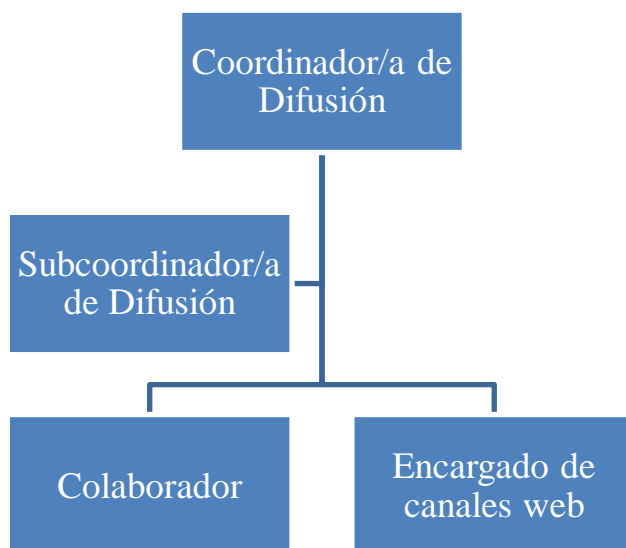 Coordinador/a de
Difusión
Subcoordinador/a
de Difusión
Colaborador
Encargado de
canales web